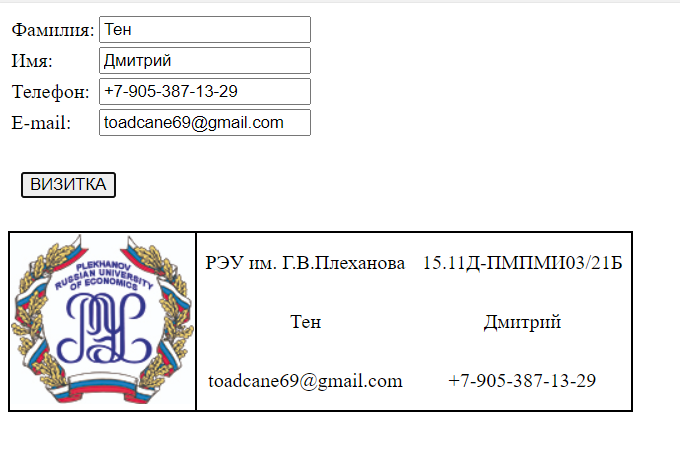 Фамилия: Тен
Имя: Дмитрий
Телефон: +7-905-387-13-29
E-mail: toadcane69@gmail.com
ВИЗИТКА
PLEKHANOV
RUSSIAN UNIVERSITY
OF ECONOMICS
РЭУ им. Г.В.Плеханова 15.11Д-ПМПМИ03/21Б
Тен Дмитрий
toadcane69@gmail.com +7-905-387-13-29